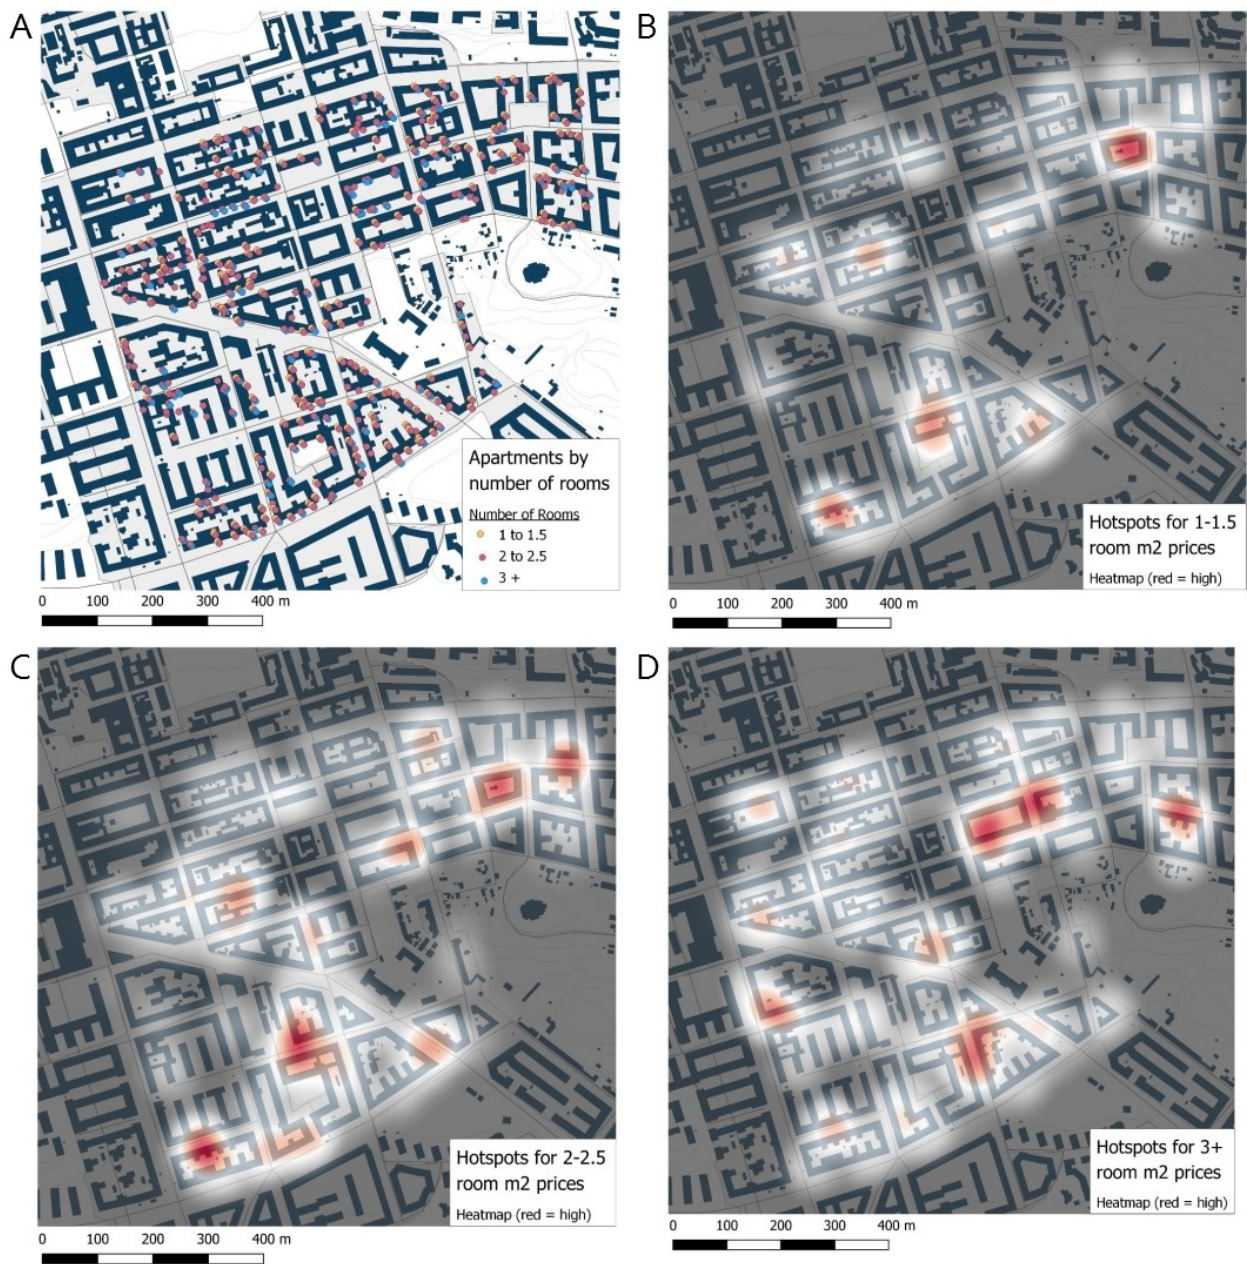 A
Apartments by
number of rooms
Number of Rooms
1 to 1.5
2 to 2.5
3 +
0 100 200 300 400 m
B
Hotspots for 1-1.5
room m2 prices
Heatmap (red = high)
0 100 200 300 400 m
C
Hotspots for 2-2.5
room m2 prices
Heatmap (red = high)
0 100 200 300 400 m
D
Hotspots for 3+
room m2 prices
Heatmap (red = high)
0 100 200 300 400 m